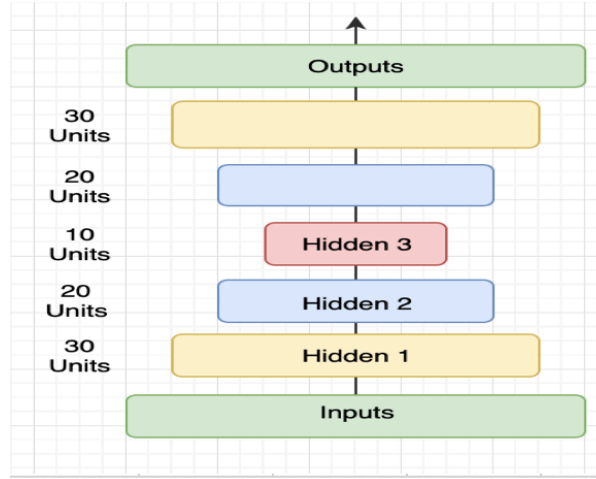 Outputs
30
Units
20
Units
10
Units
Hidden 3
20
Units
Hidden 2
30
Units
Hidden 1
Inputs